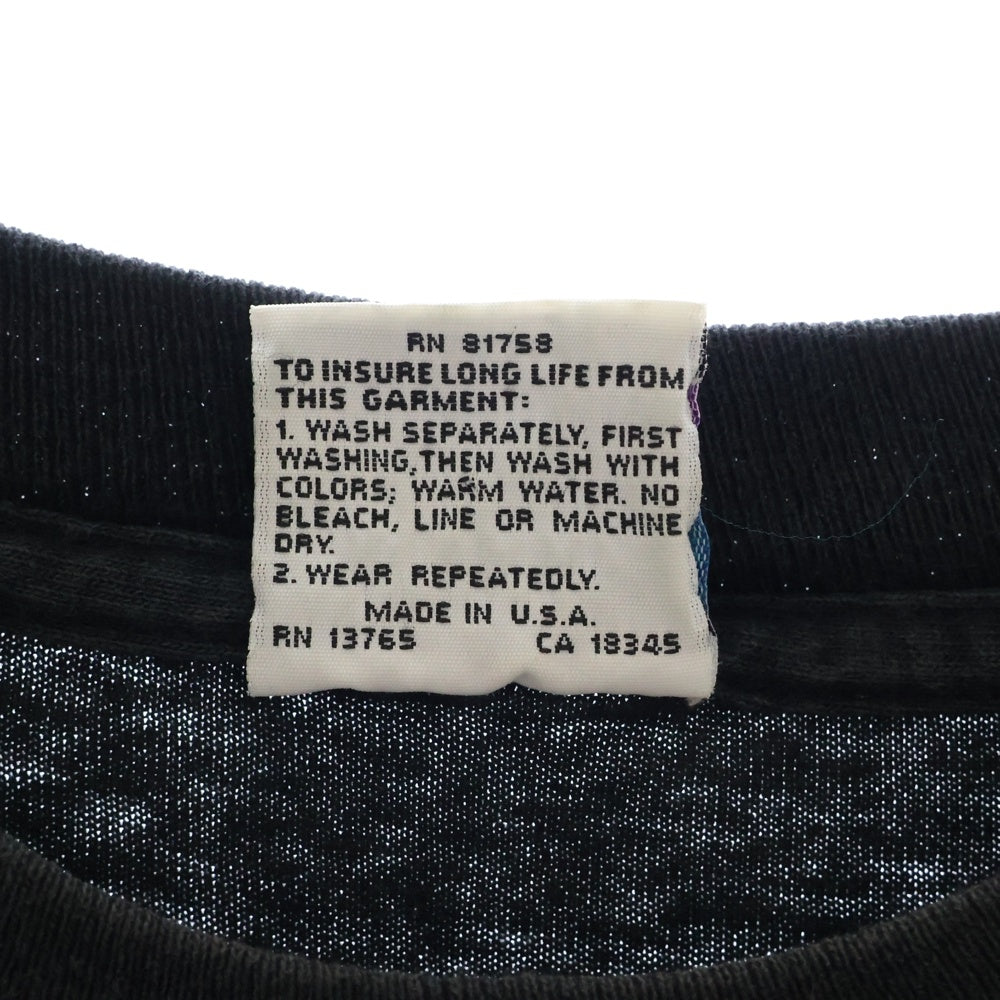 RN 81758
TO INSURE LONG LIFE FROM
THIS GARMENT:
1. WASH SEPARATELY, FIRST
WASHING, THEN WASH WITH
COLORS; WARM WATER. NO
BLEACH, LINE OR MACHINE
DRY.
2. WEAR REPEATEDLY.
MADE IN U.S.A.
RN 13765 CA 18345